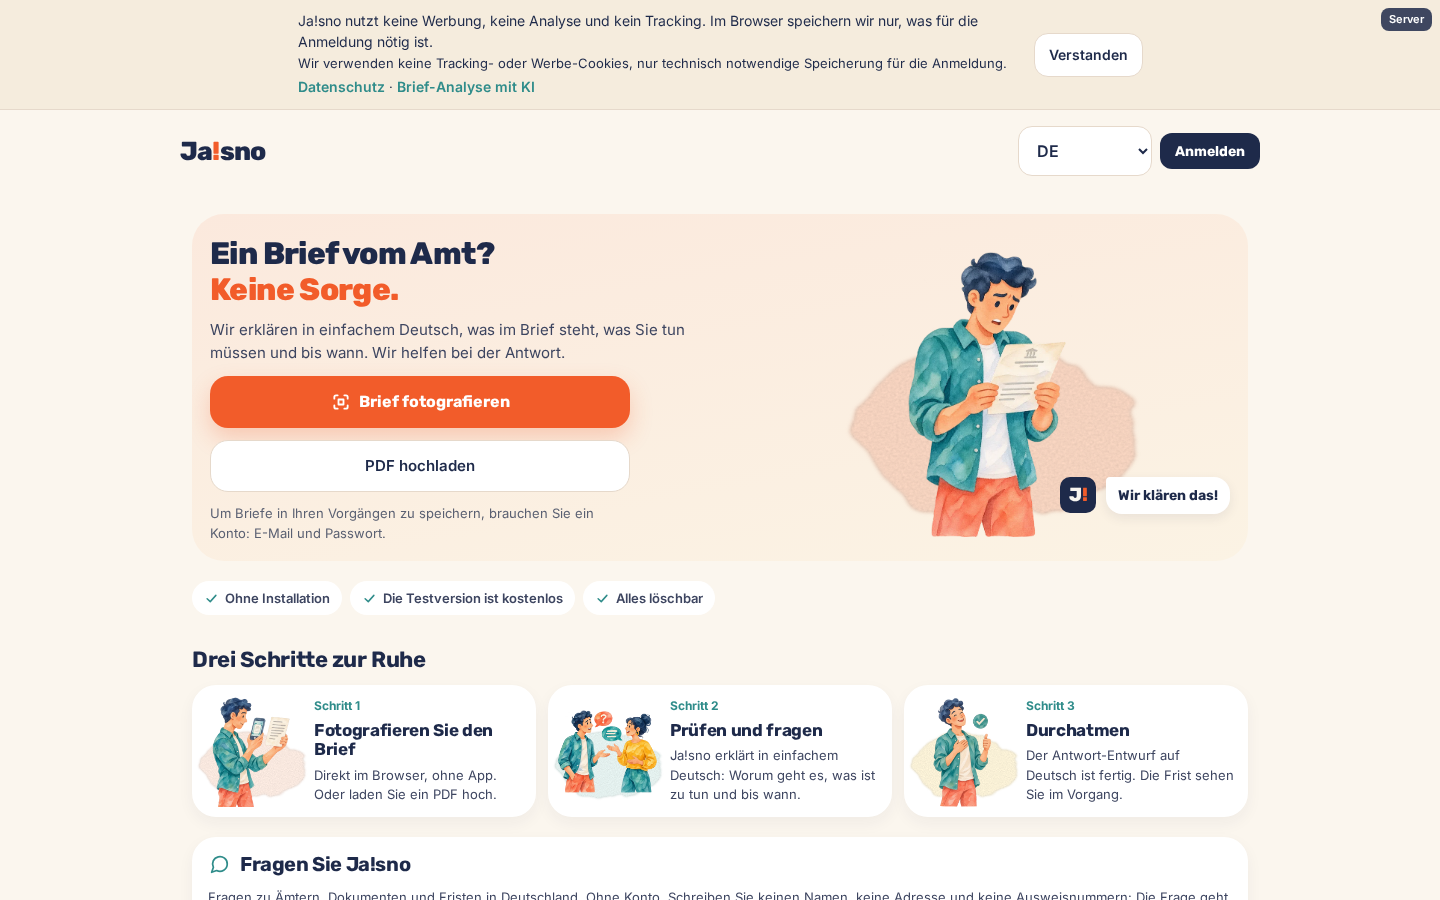 Ja!sno nutzt keine Werbung, keine Analyse und kein Tracking. Im Browser speichern wir nur, was für die
Anmeldung nötig ist.
Wir verwenden keine Tracking- oder Werbe-Cookies, nur technisch notwendige Speicherung für die Anmeldung.
Datenschutz · Brief-Analyse mit KI
Verstanden
Server
Ja!sno
DE
Anmelden
Ein Brief vom Amt?
Keine Sorge.
Wir erklären in einfachem Deutsch, was im Brief steht, was Sie tun
müssen und bis wann. Wir helfen bei der Antwort.
Brief fotografieren
PDF hochladen
Um Briefe in Ihren Vorgängen zu speichern, brauchen Sie ein
Konto: E-Mail und Passwort.
J!
Wir klären das!
Ohne Installation
Die Testversion ist kostenlos
Alles löschbar
Drei Schritte zur Ruhe
Schritt 1
Fotografieren Sie den
Brief
Direkt im Browser, ohne App.
Oder laden Sie ein PDF hoch.
Schritt 2
Prüfen und fragen
Ja!sno erklärt in einfachem
Deutsch: Worum geht es, was ist
zu tun und bis wann.
Schritt 3
Durchatmen
Der Antwort-Entwurf auf
Deutsch ist fertig. Die Frist sehen
Sie im Vorgang.
Fragen Sie Ja!sno
Fragen zu Ämtern, Dokumenten und Fristen in Deutschland. Ohne Konto. Schreiben Sie keinen Namen, keine Adresse und keine Ausweisnummern: Die Frage geht